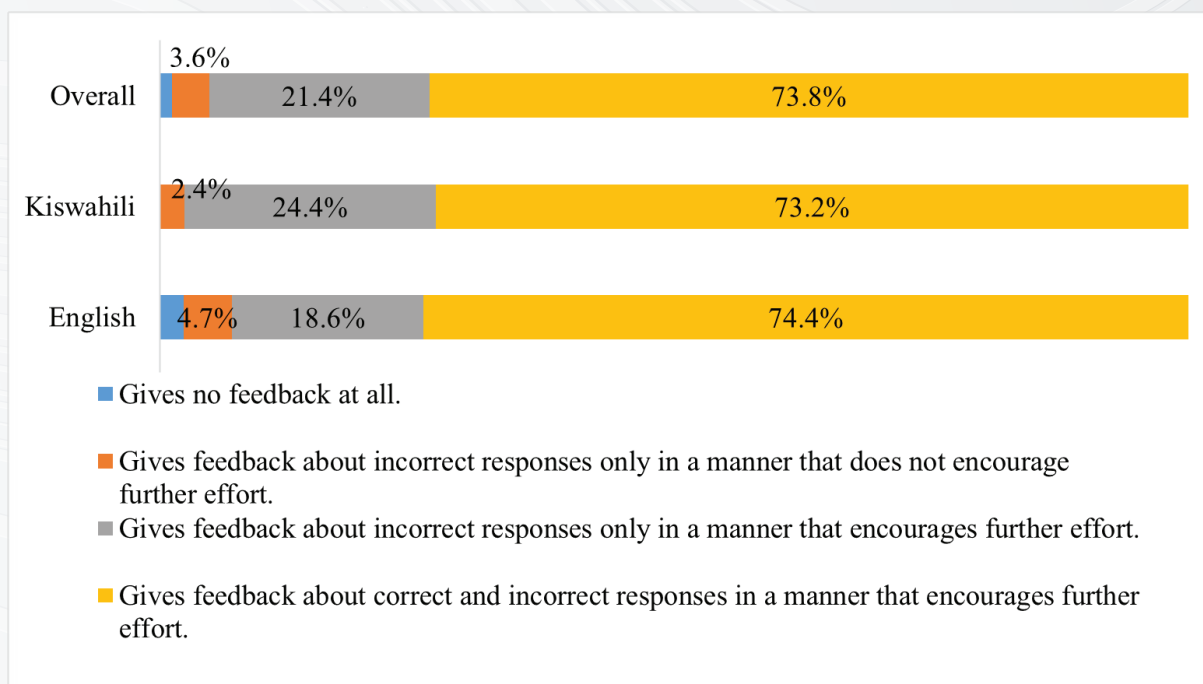 3.6%
Overall 21.4% 73.8%
2.4%
Kiswahili 24.4% 73.2%
English 4.7% 18.6% 74.4%
Gives no feedback at all.
Gives feedback about incorrect responses only in a manner that does not encourage
further effort.
Gives feedback about incorrect responses only in a manner that encourages further effort.
Gives feedback about correct and incorrect responses in a manner that encourages further
effort.